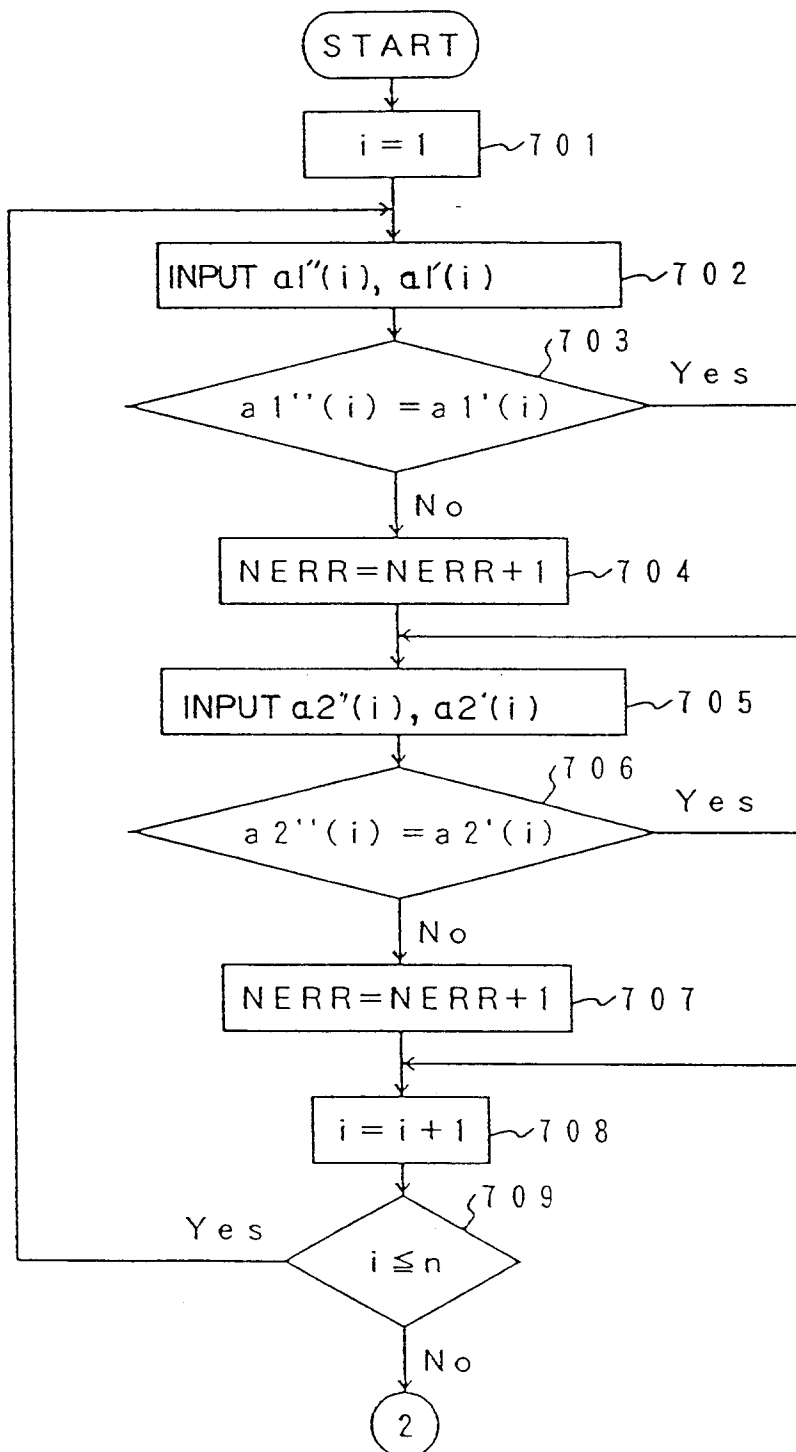 START
i = 1
701
INPUT a1''(i), a1'(i)
702
703
a1''(i) = a1'(i)
Yes
No
NERR=NERR+1
704
INPUT a2''(i), a2'(i)
705
706
a2''(i) = a2'(i)
Yes
No
NERR=NERR+1
707
i = i + 1
708
709
Yes
i ≦ n
No
2